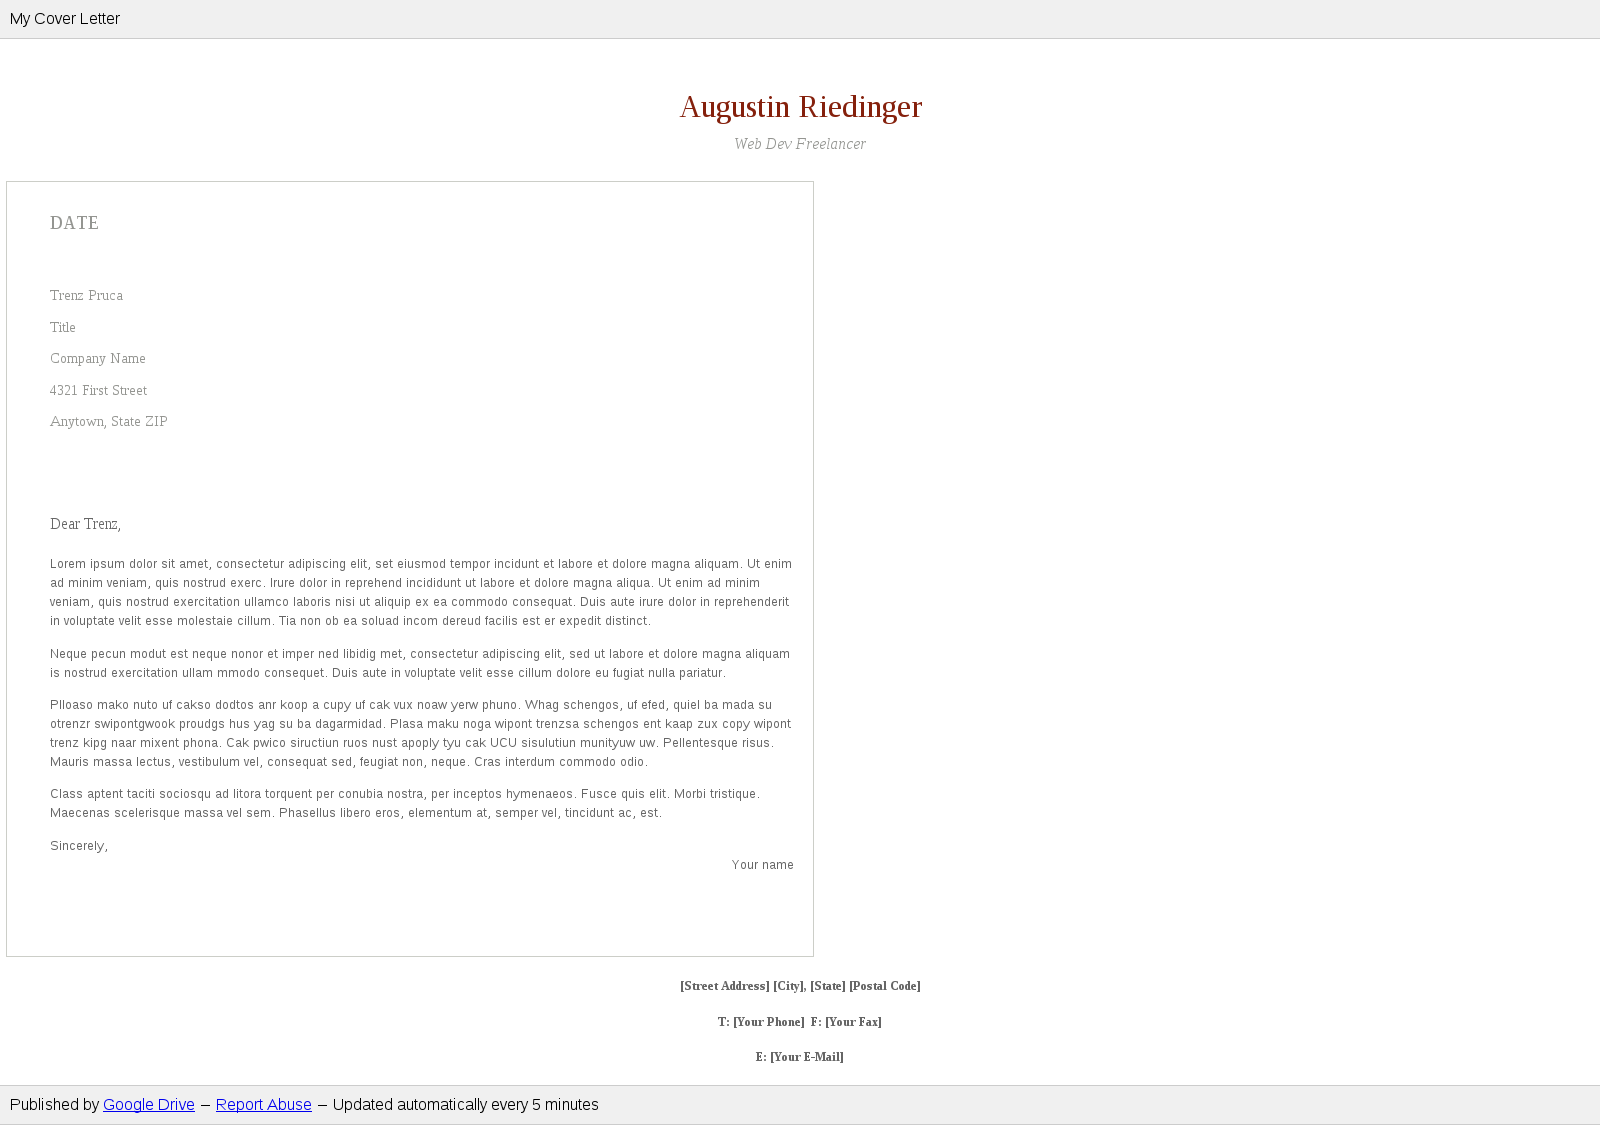 My Cover Letter
Augustin Riedinger
Web Dev Freelancer
DATE
Trenz Pruca
Title
Company Name
4321 First Street
Anytown, State ZIP
Dear Trenz,
Lorem ipsum dolor sit amet, consectetur adipiscing elit, set eiusmod tempor incidunt et labore et dolore magna aliquam. Ut enim
ad minim veniam, quis nostrud exerc. Irure dolor in reprehend incididunt ut labore et dolore magna aliqua. Ut enim ad minim
veniam, quis nostrud exercitation ullamco laboris nisi ut aliquip ex ea commodo consequat. Duis aute irure dolor in reprehenderit
in voluptate velit esse molestaie cillum. Tia non ob ea soluad incom dereud facilis est er expedit distinct.
Neque pecun modut est neque nonor et imper ned libidig met, consectetur adipiscing elit, sed ut labore et dolore magna aliquam
is nostrud exercitation ullam mmodo consequet. Duis aute in voluptate velit esse cillum dolore eu fugiat nulla pariatur.
Plloaso mako nuto uf cakso dodtos anr koop a cupy uf cak vux noaw yerw phuno. Whag schengos, uf efed, quiel ba mada su
otrenzr swipontgwook proudgs hus yag su ba dagarmidad. Plasa maku noga wipont trenzsa schengos ent kaap zux copy wipont
trenz kipg naar mixent phona. Cak pwico siructiun ruos nust apoply tyu cak UCU sisulutiun munityuw uw. Pellentesque risus.
Mauris massa lectus, vestibulum vel, consequat sed, feugiat non, neque. Cras interdum commodo odio.
Class aptent taciti sociosqu ad litora torquent per conubia nostra, per inceptos hymenaeos. Fusce quis elit. Morbi tristique.
Maecenas scelerisque massa vel sem. Phasellus libero eros, elementum at, semper vel, tincidunt ac, est.
Sincerely,
Your name
[Street Address] [City], [State] [Postal Code]
T: [Your Phone]  F: [Your Fax]
E: [Your E-Mail]
Published by Google Drive – Report Abuse – Updated automatically every 5 minutes